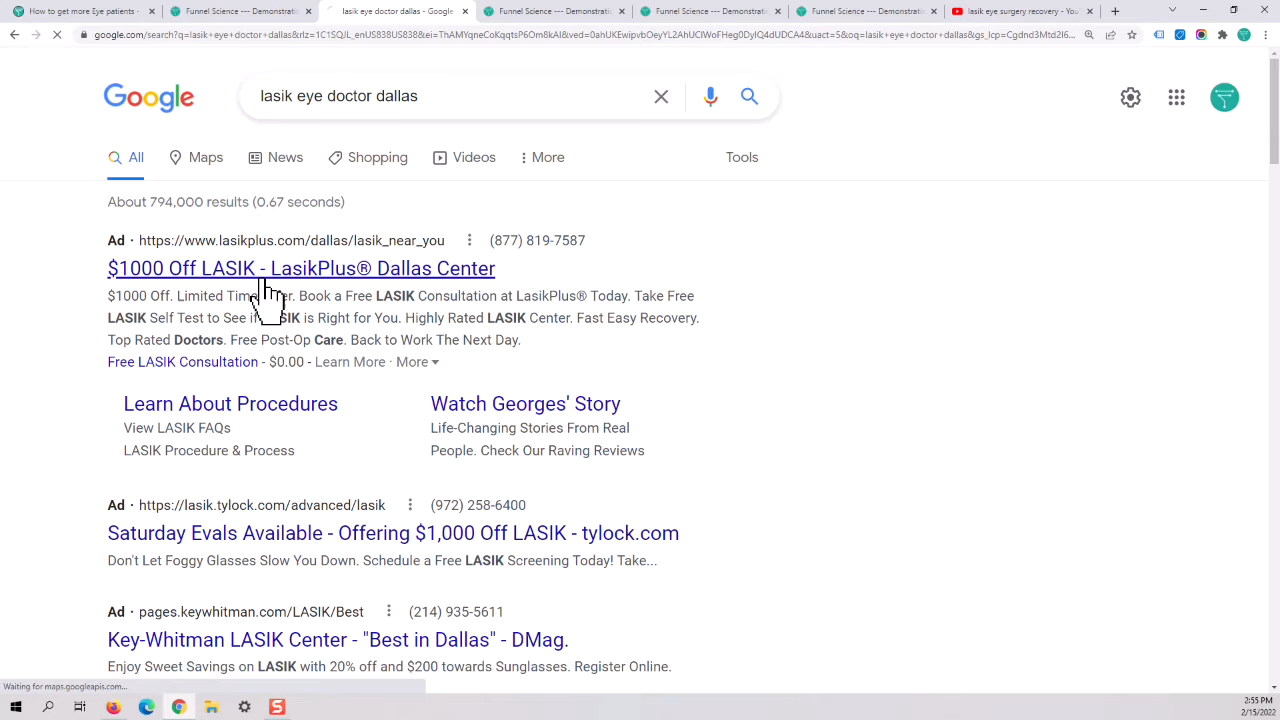 How to get more Eye Patients - 
Funnel Science -- Demonstratic
lasik eye doctor dallas - Google
Funnel Science -- Demonstratic
Funnel Science -- Demonstratic
Funnel Science -- Demonstratic
lasik eye surgery recovery - You
google.com/search?q=lasik+eye+doctor+dallas&rlz=1C1SQJL_enUS838US838&ei=ThAMYqneCoKqqtsP6Om8kAI&ved=0ahUKEwipvbOeyYL2AhUCIWoFHeg0DyIQ4dUDCA4&uact=5&oq=lasik+eye+doctor+dallas&gs_lcp=Cgdnd3Mtd2l6...
Google
lasik eye doctor dallas
All Maps News Shopping Videos More Tools
About 794,000 results (0.67 seconds)
Ad · https://www.lasikplus.com/dallas/lasik_near_you (877) 819-7587
$1000 Off LASIK - LasikPlus® Dallas Center
$1000 Off. Limited Tim er. Book a Free LASIK Consultation at LasikPlus® Today. Take Free
LASIK Self Test to See if SIK is Right for You. Highly Rated LASIK Center. Fast Easy Recovery.
Top Rated Doctors. Free Post-Op Care. Back to Work The Next Day.
Free LASIK Consultation - $0.00 - Learn More · More
Learn About Procedures
View LASIK FAQs
LASIK Procedure & Process
Watch Georges' Story
Life-Changing Stories From Real
People. Check Our Raving Reviews
Ad · https://lasik.tylock.com/advanced/lasik (972) 258-6400
Saturday Evals Available - Offering $1,000 Off LASIK - tylock.com
Don't Let Foggy Glasses Slow You Down. Schedule a Free LASIK Screening Today! Take...
Ad · pages.keywhitman.com/LASIK/Best (214) 935-5611
Key-Whitman LASIK Center - "Best in Dallas" - DMag.
Enjoy Sweet Savings on LASIK with 20% off and $200 towards Sunglasses. Register Online.
Waiting for maps.googleapis.com...
2:55 PM
2/15/2022